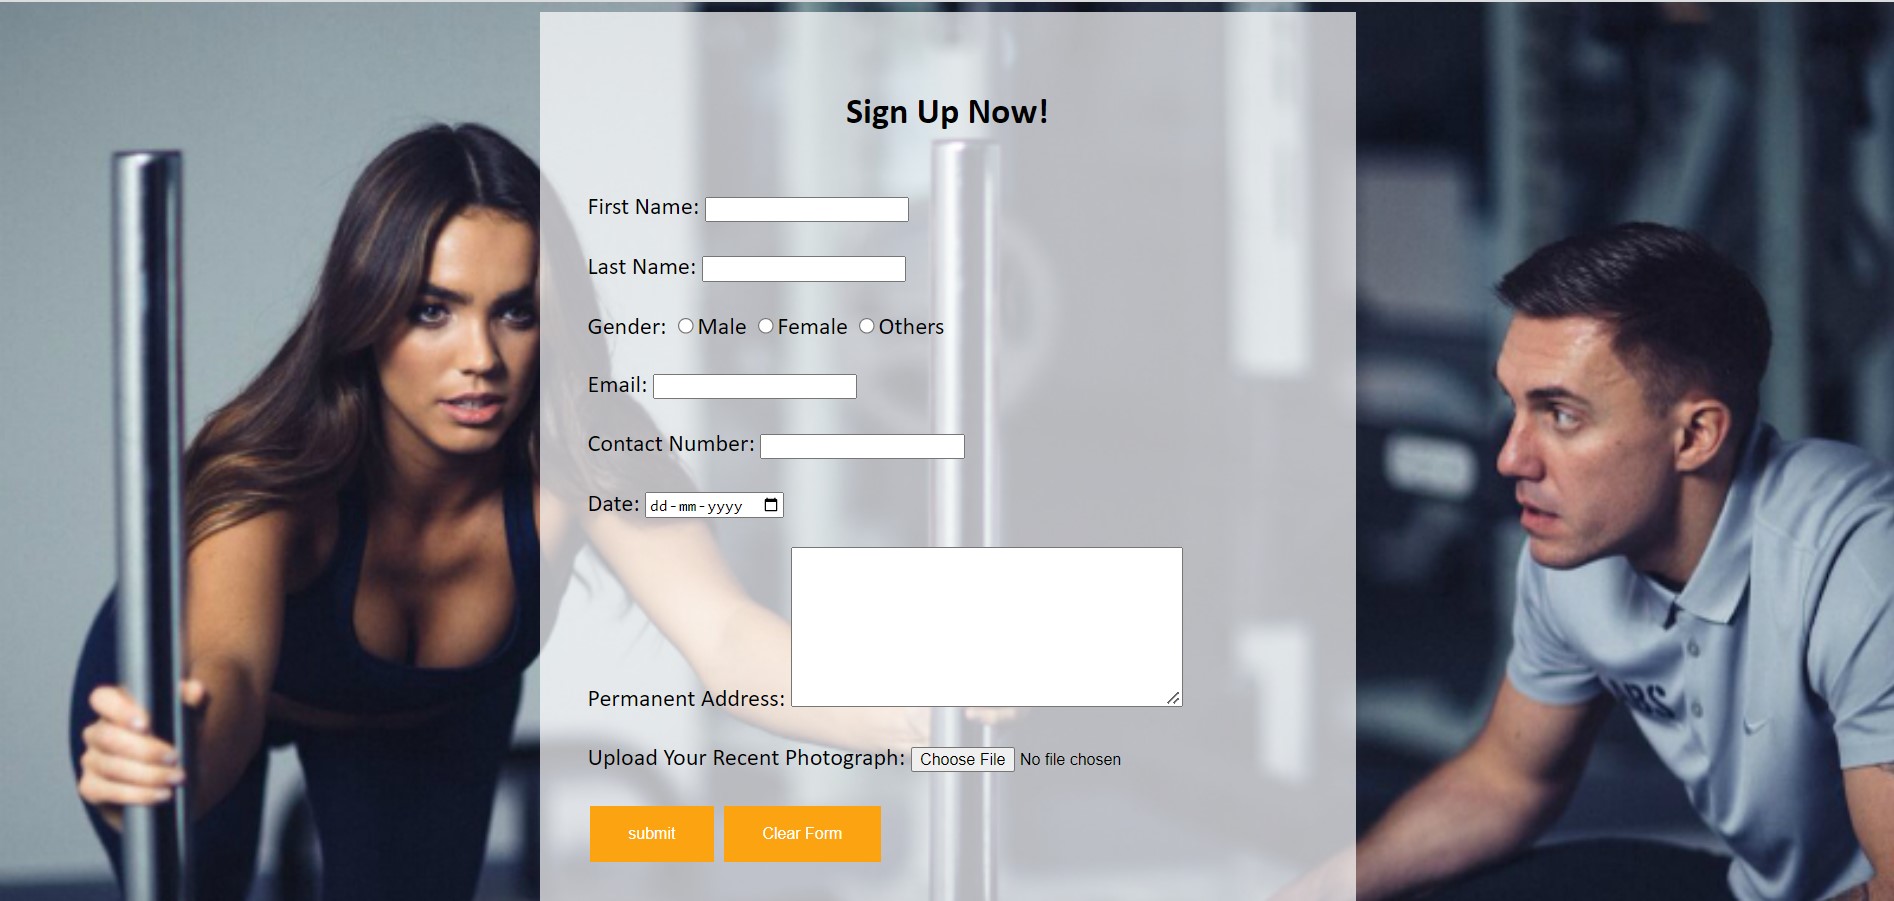 Sign Up Now!
First Name:
Last Name:
Gender: Male Female Others
Email:
Contact Number:
Date: dd-mm-yyyy
Permanent Address:
Upload Your Recent Photograph: Choose File No file chosen
submit Clear Form